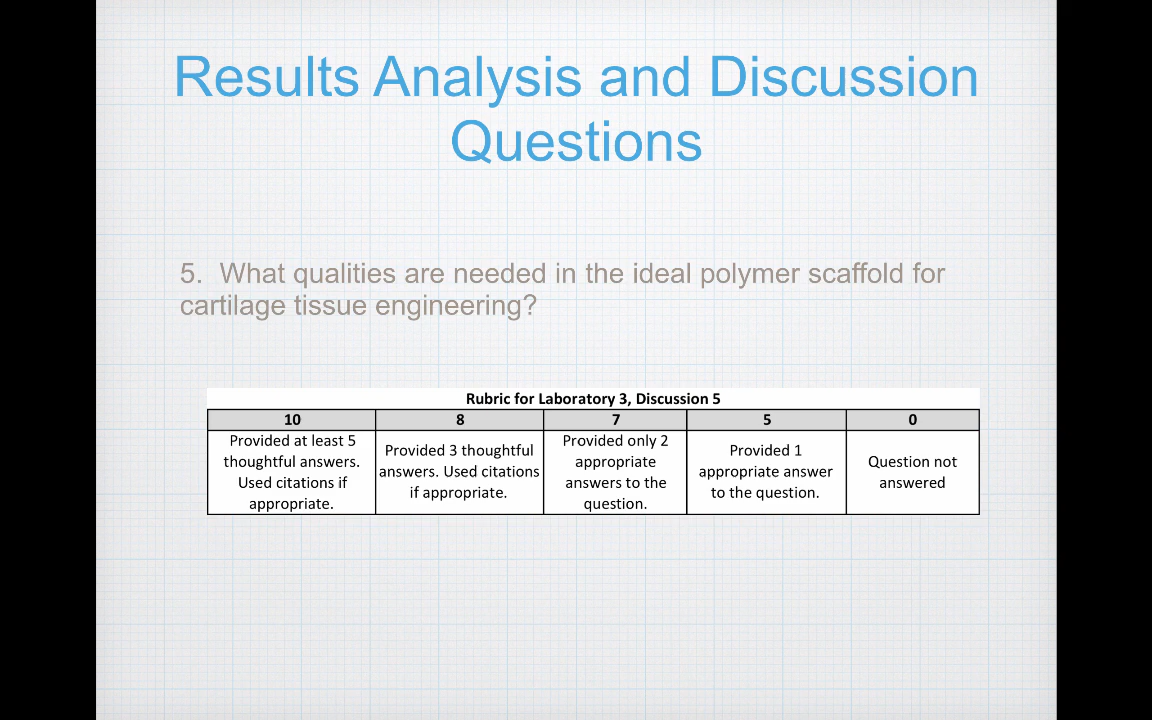 Results Analysis and Discussion
Questions
5. What qualities are needed in the ideal polymer scaffold for
cartilage tissue engineering?
Rubric for Laboratory 3, Discussion 5
10 8 7 5 0
Provided at least 5
thoughtful answers.
Used citations if
appropriate.
Provided 3 thoughtful
answers. Used citations
if appropriate.
Provided only 2
appropriate
answers to the
question.
Provided 1
appropriate answer
to the question.
Question not
answered